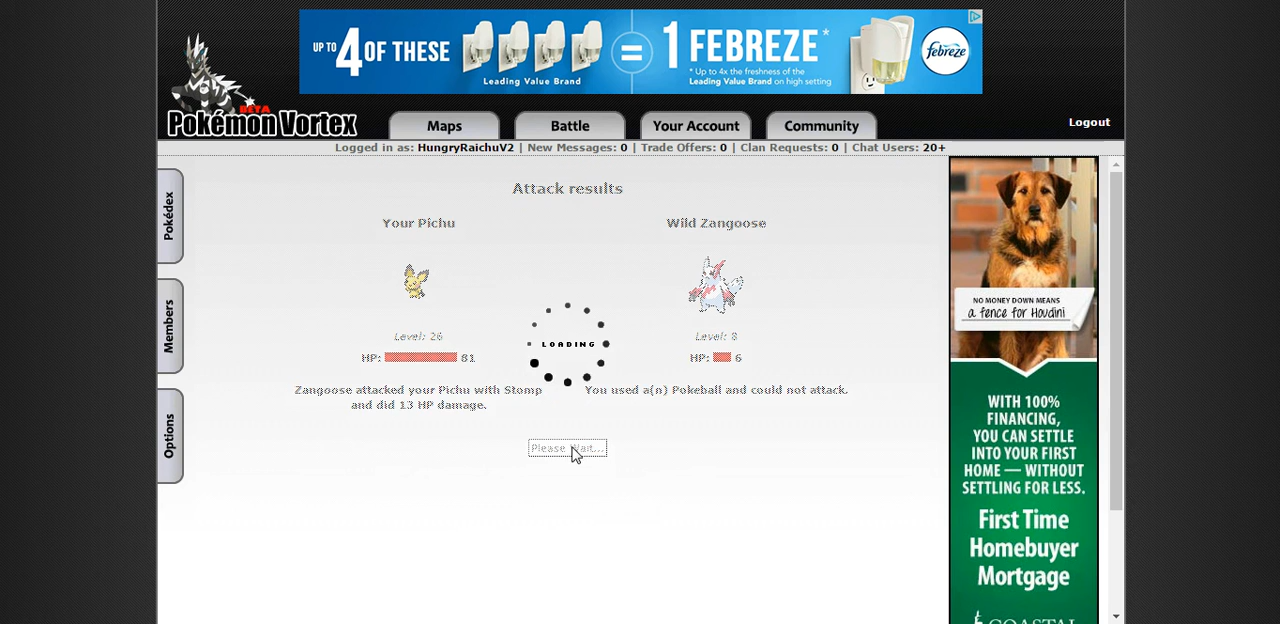 UP TO 4 OF THESE = 1 FEBREZE*
Leading Value Brand
* Up to 4x the freshness of the
Leading Value Brand on high setting
febreze
BETA
Pokémon Vortex
Maps
Battle
Your Account
Community
Logout
Logged in as: HungryRaichuV2 | New Messages: 0 | Trade Offers: 0 | Clan Requests: 0 | Chat Users: 20+
Pokédex
Members
Options
Attack results
Your Pichu
Wild Zangoose
Level: 26
Level: 8
HP: 81
HP: 6
LOADING
Zangoose attacked your Pichu with Stomp
and did 13 HP damage.
You used a(n) Pokeball and could not attack.
Please Wait...
NO MONEY DOWN MEANS
a fence for Houdini
WITH 100%
FINANCING,
YOU CAN SETTLE
INTO YOUR FIRST
HOME — WITHOUT
SETTLING FOR LESS.
First Time
Homebuyer
Mortgage
COASTAL